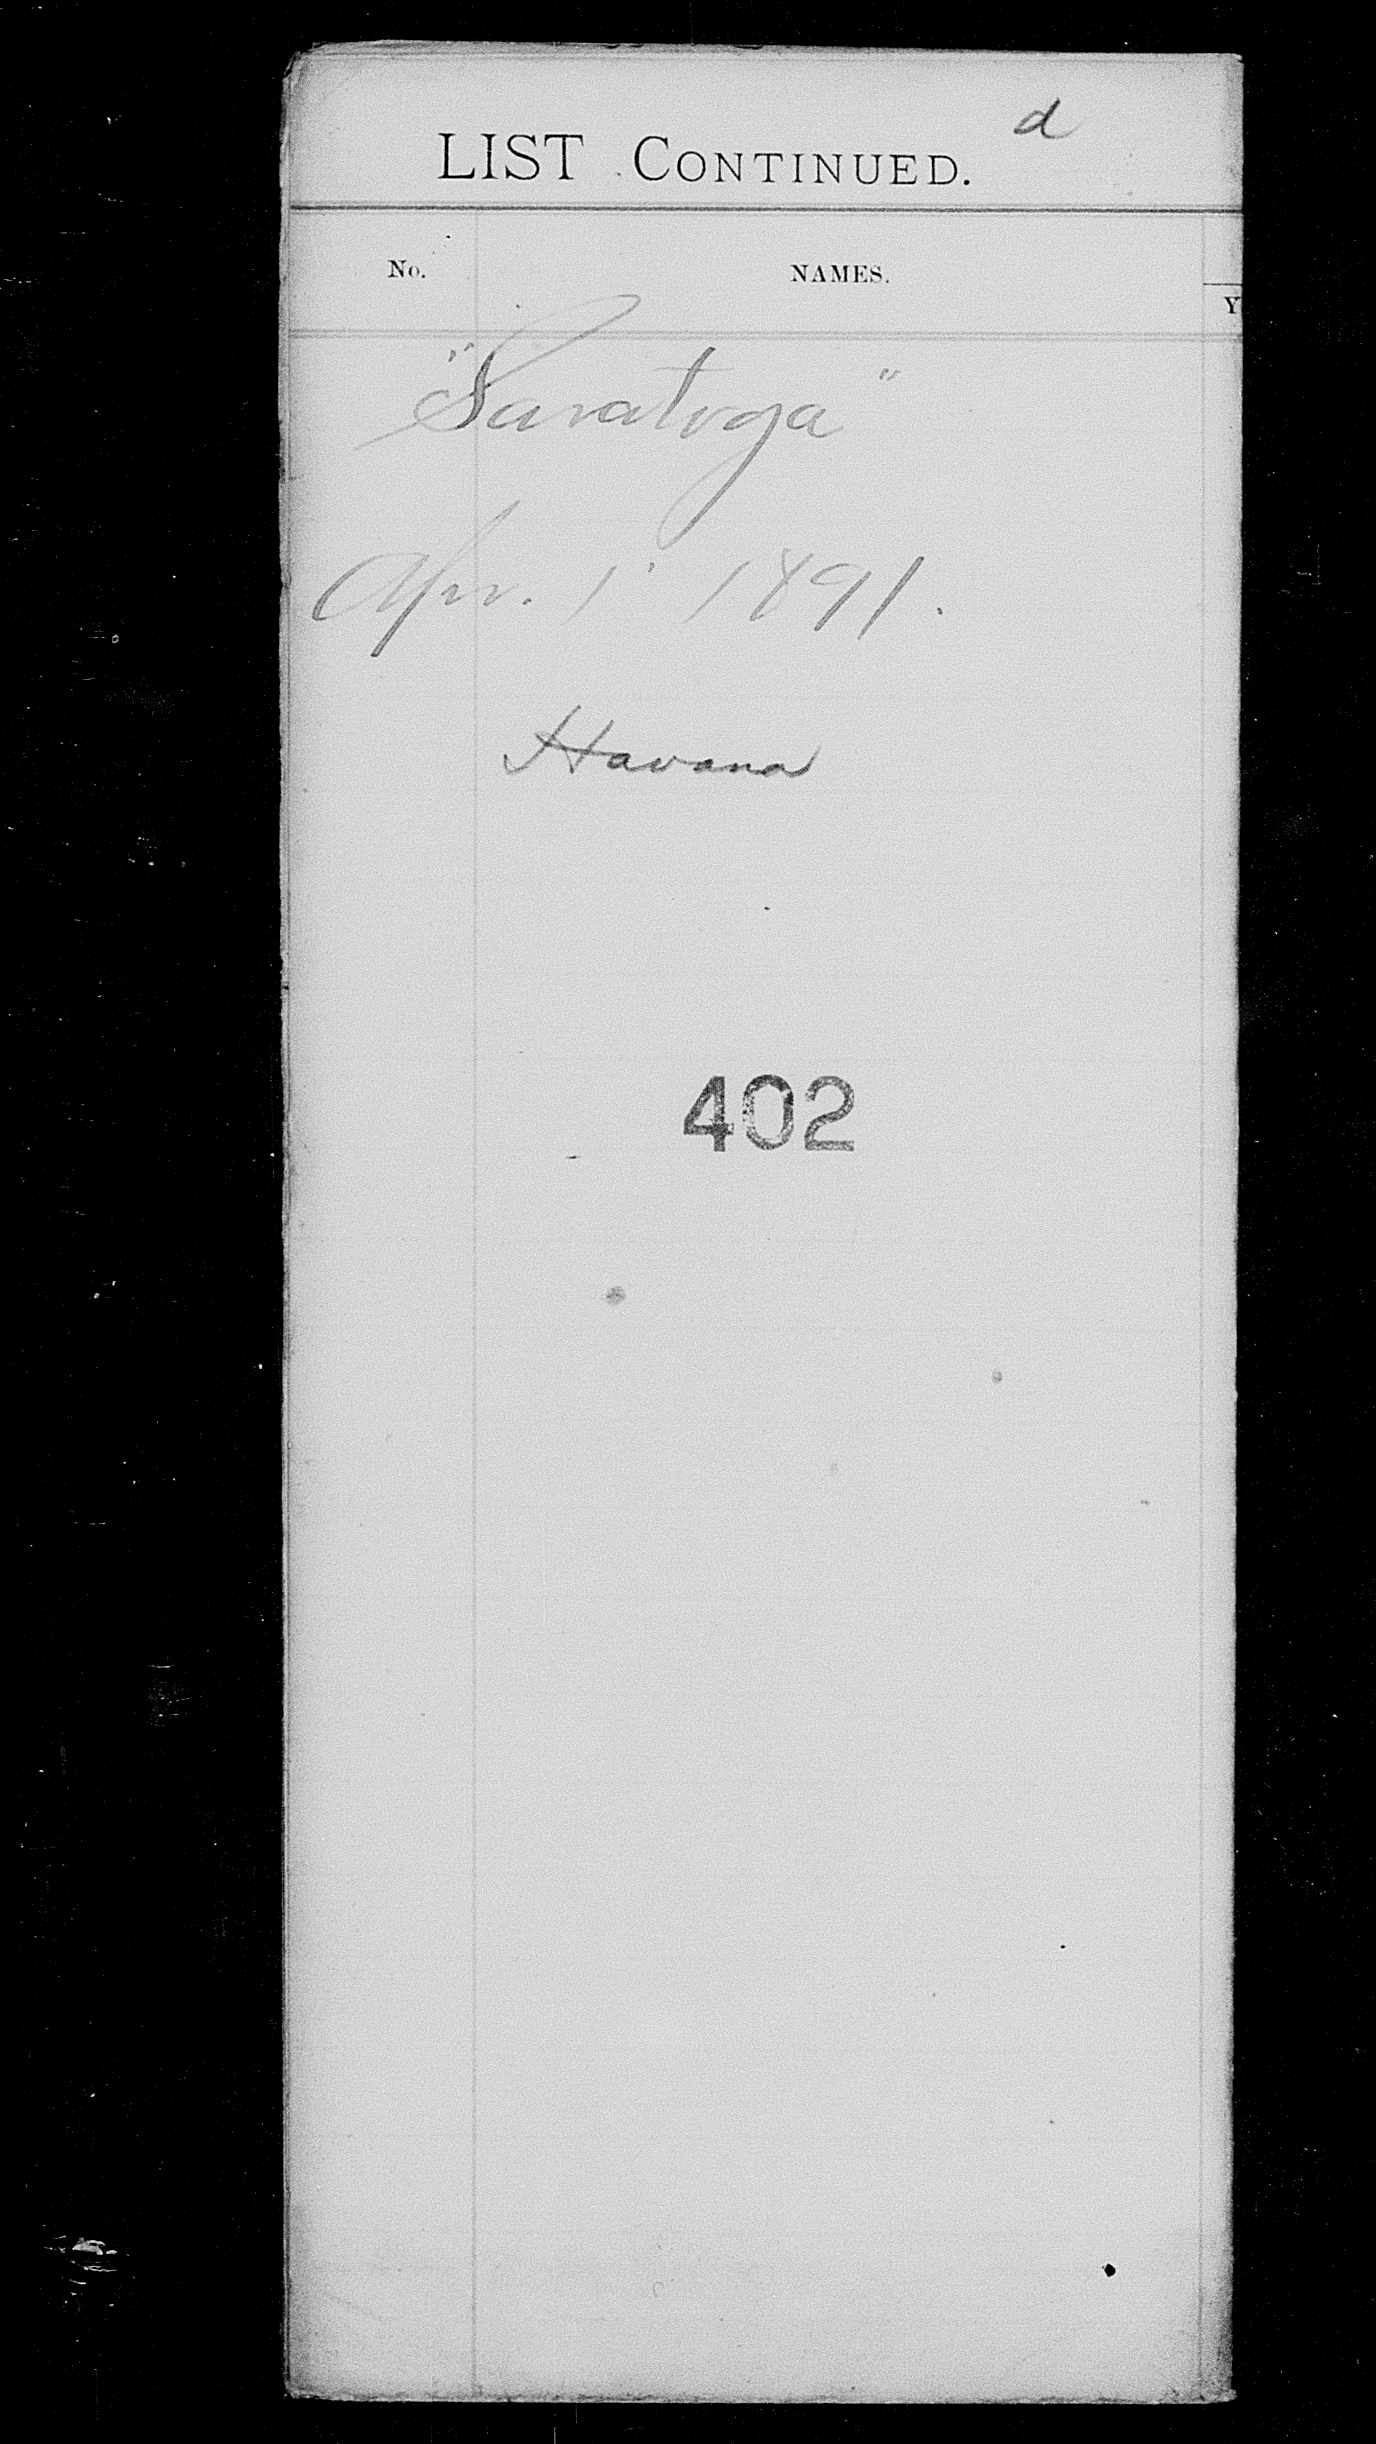 d
LIST CONTINUED.
No. NAMES.
Y
"Saratoga"
Apr. 1' 1891.
Havana
402